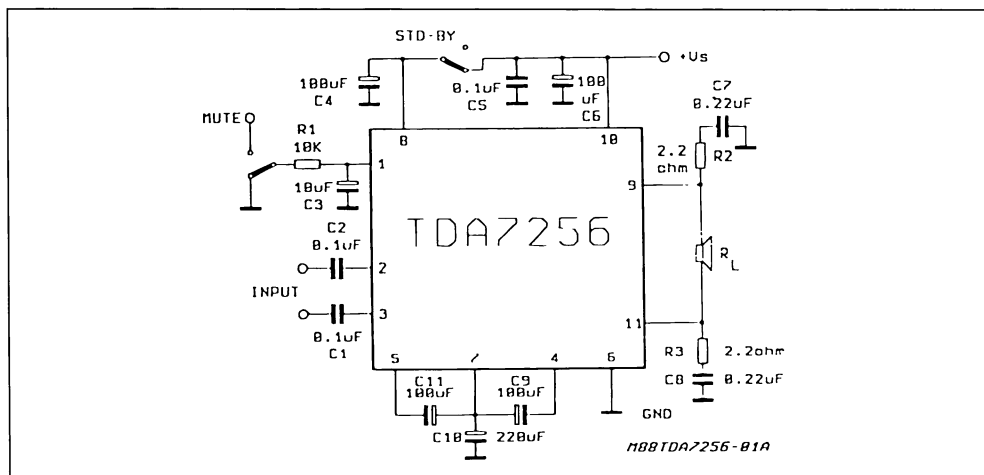 STD-BY
+Us
100uF
C4
0.1uF
C5
100
uF
C6
C7
0.22uF
MUTE
R1
10K
8
10
2.2
ohm
R2
1
10uF
C3
9
TDA7256
C2
0.1uF
2
RL
INPUT
3
0.1uF
C1
11
R3 2.2ohm
5 7 4 6
C8 0.22uF
C11
100uF
C9
100uF
GND
C10 220uF
M88TDA7256-01A